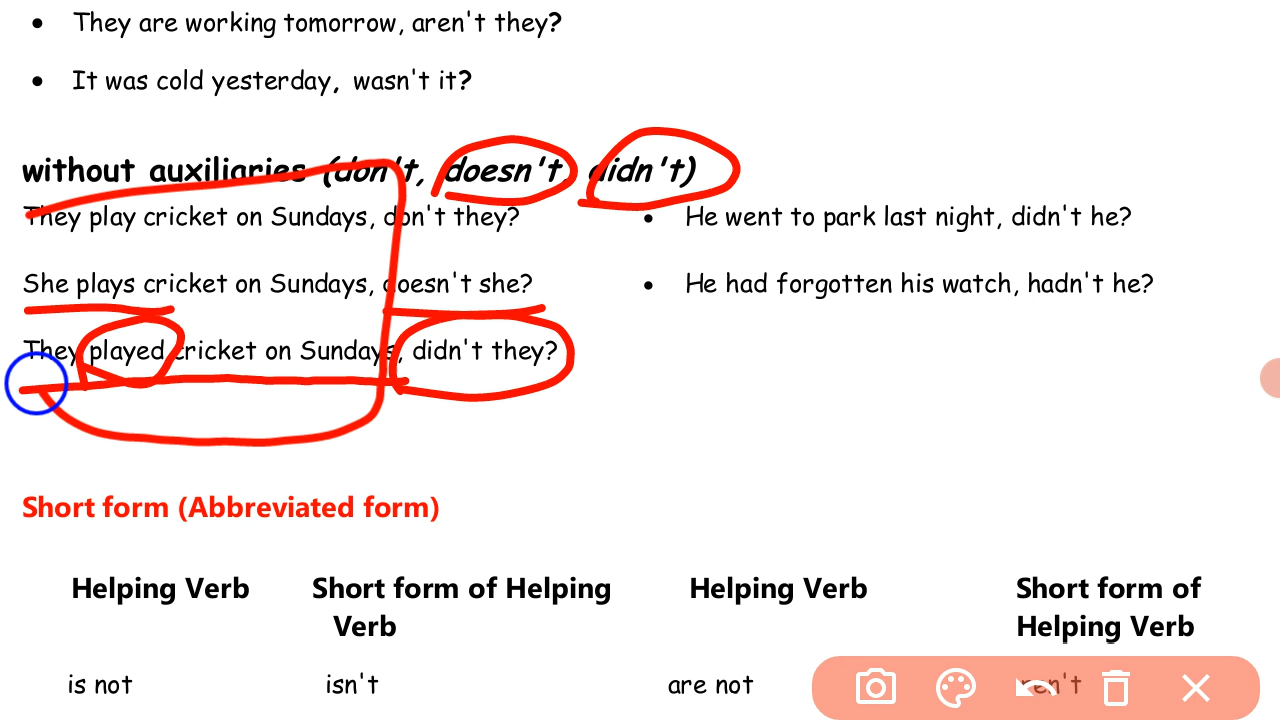 • They are working tomorrow, aren't they?
• It was cold yesterday, wasn't it?
without auxiliaries (don't, doesn't, didn't)
They play cricket on Sundays, don't they?
• He went to park last night, didn't he?
She plays cricket on Sundays, doesn't she?
• He had forgotten his watch, hadn't he?
They played cricket on Sundays, didn't they?
Short form (Abbreviated form)
Helping Verb
Short form of Helping
Verb
Helping Verb
Short form of
Helping Verb
is not
isn't
are not